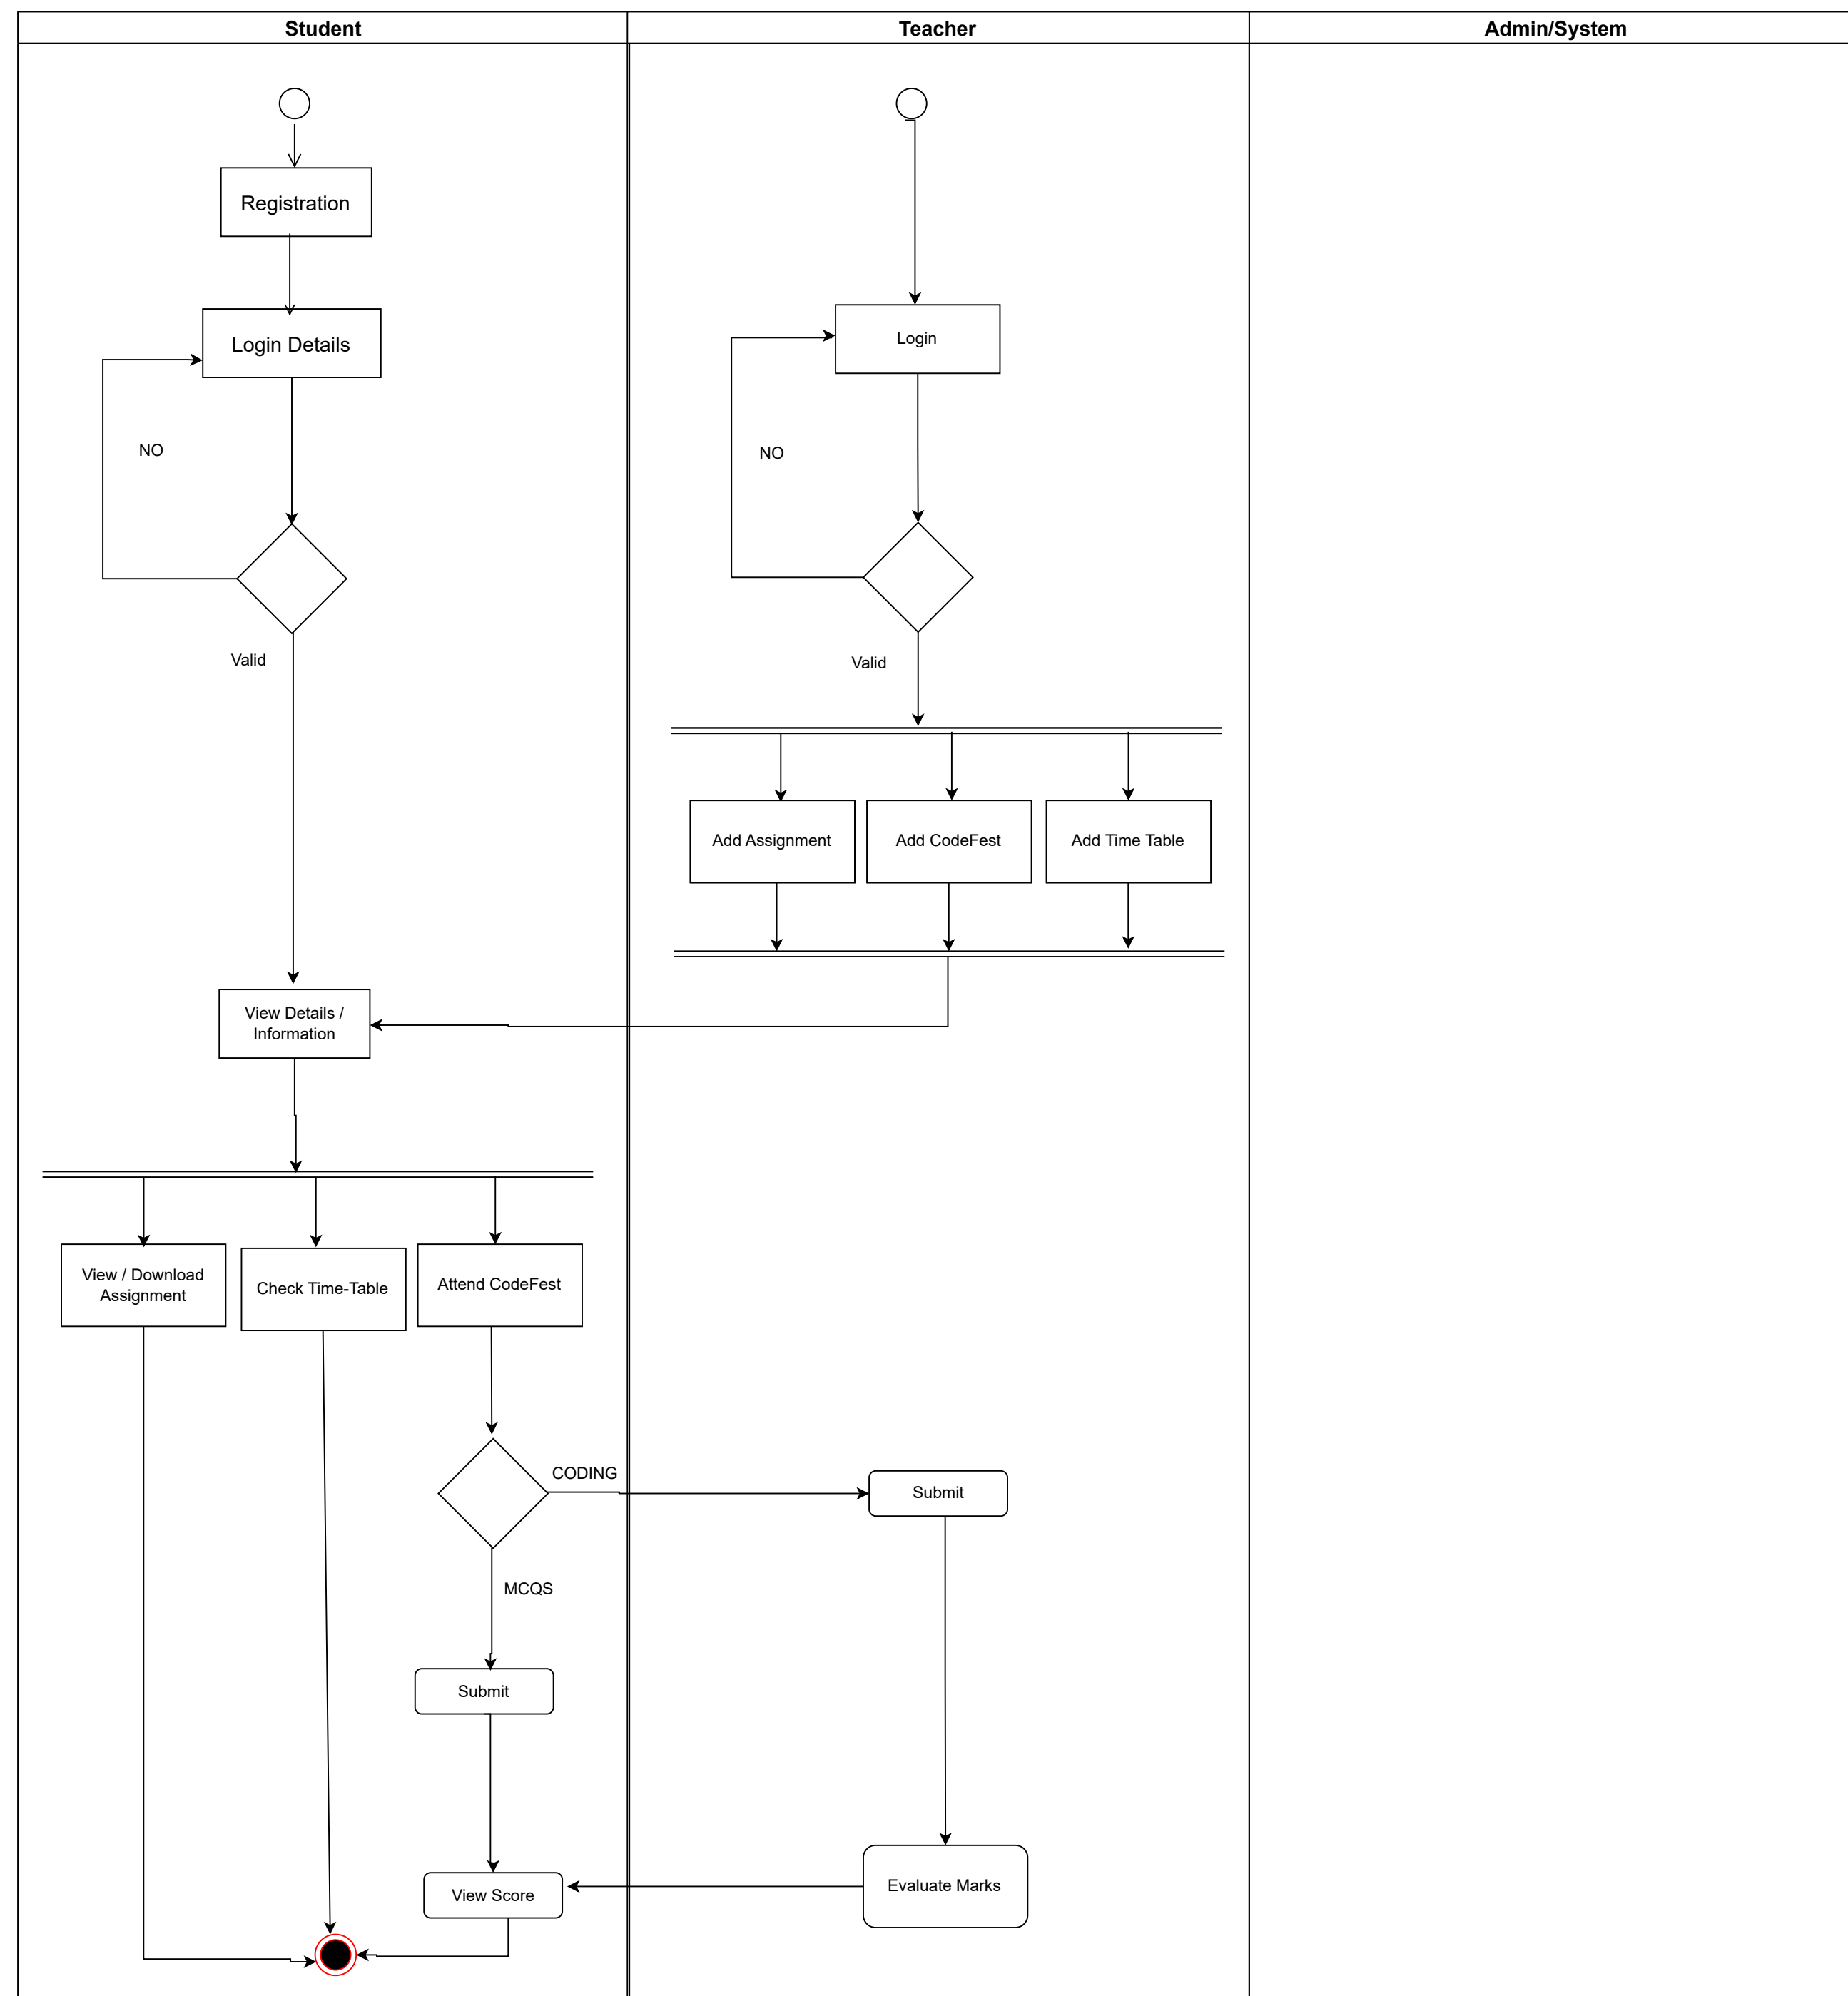 Student
Teacher
Admin/System
Registration
Login Details
Login
NO
NO
Valid
Valid
Add Assignment
Add CodeFest
Add Time Table
View Details /
Information
View / Download
Assignment
Check Time-Table
Attend CodeFest
CODING
Submit
MCQS
Submit
View Score
Evaluate Marks